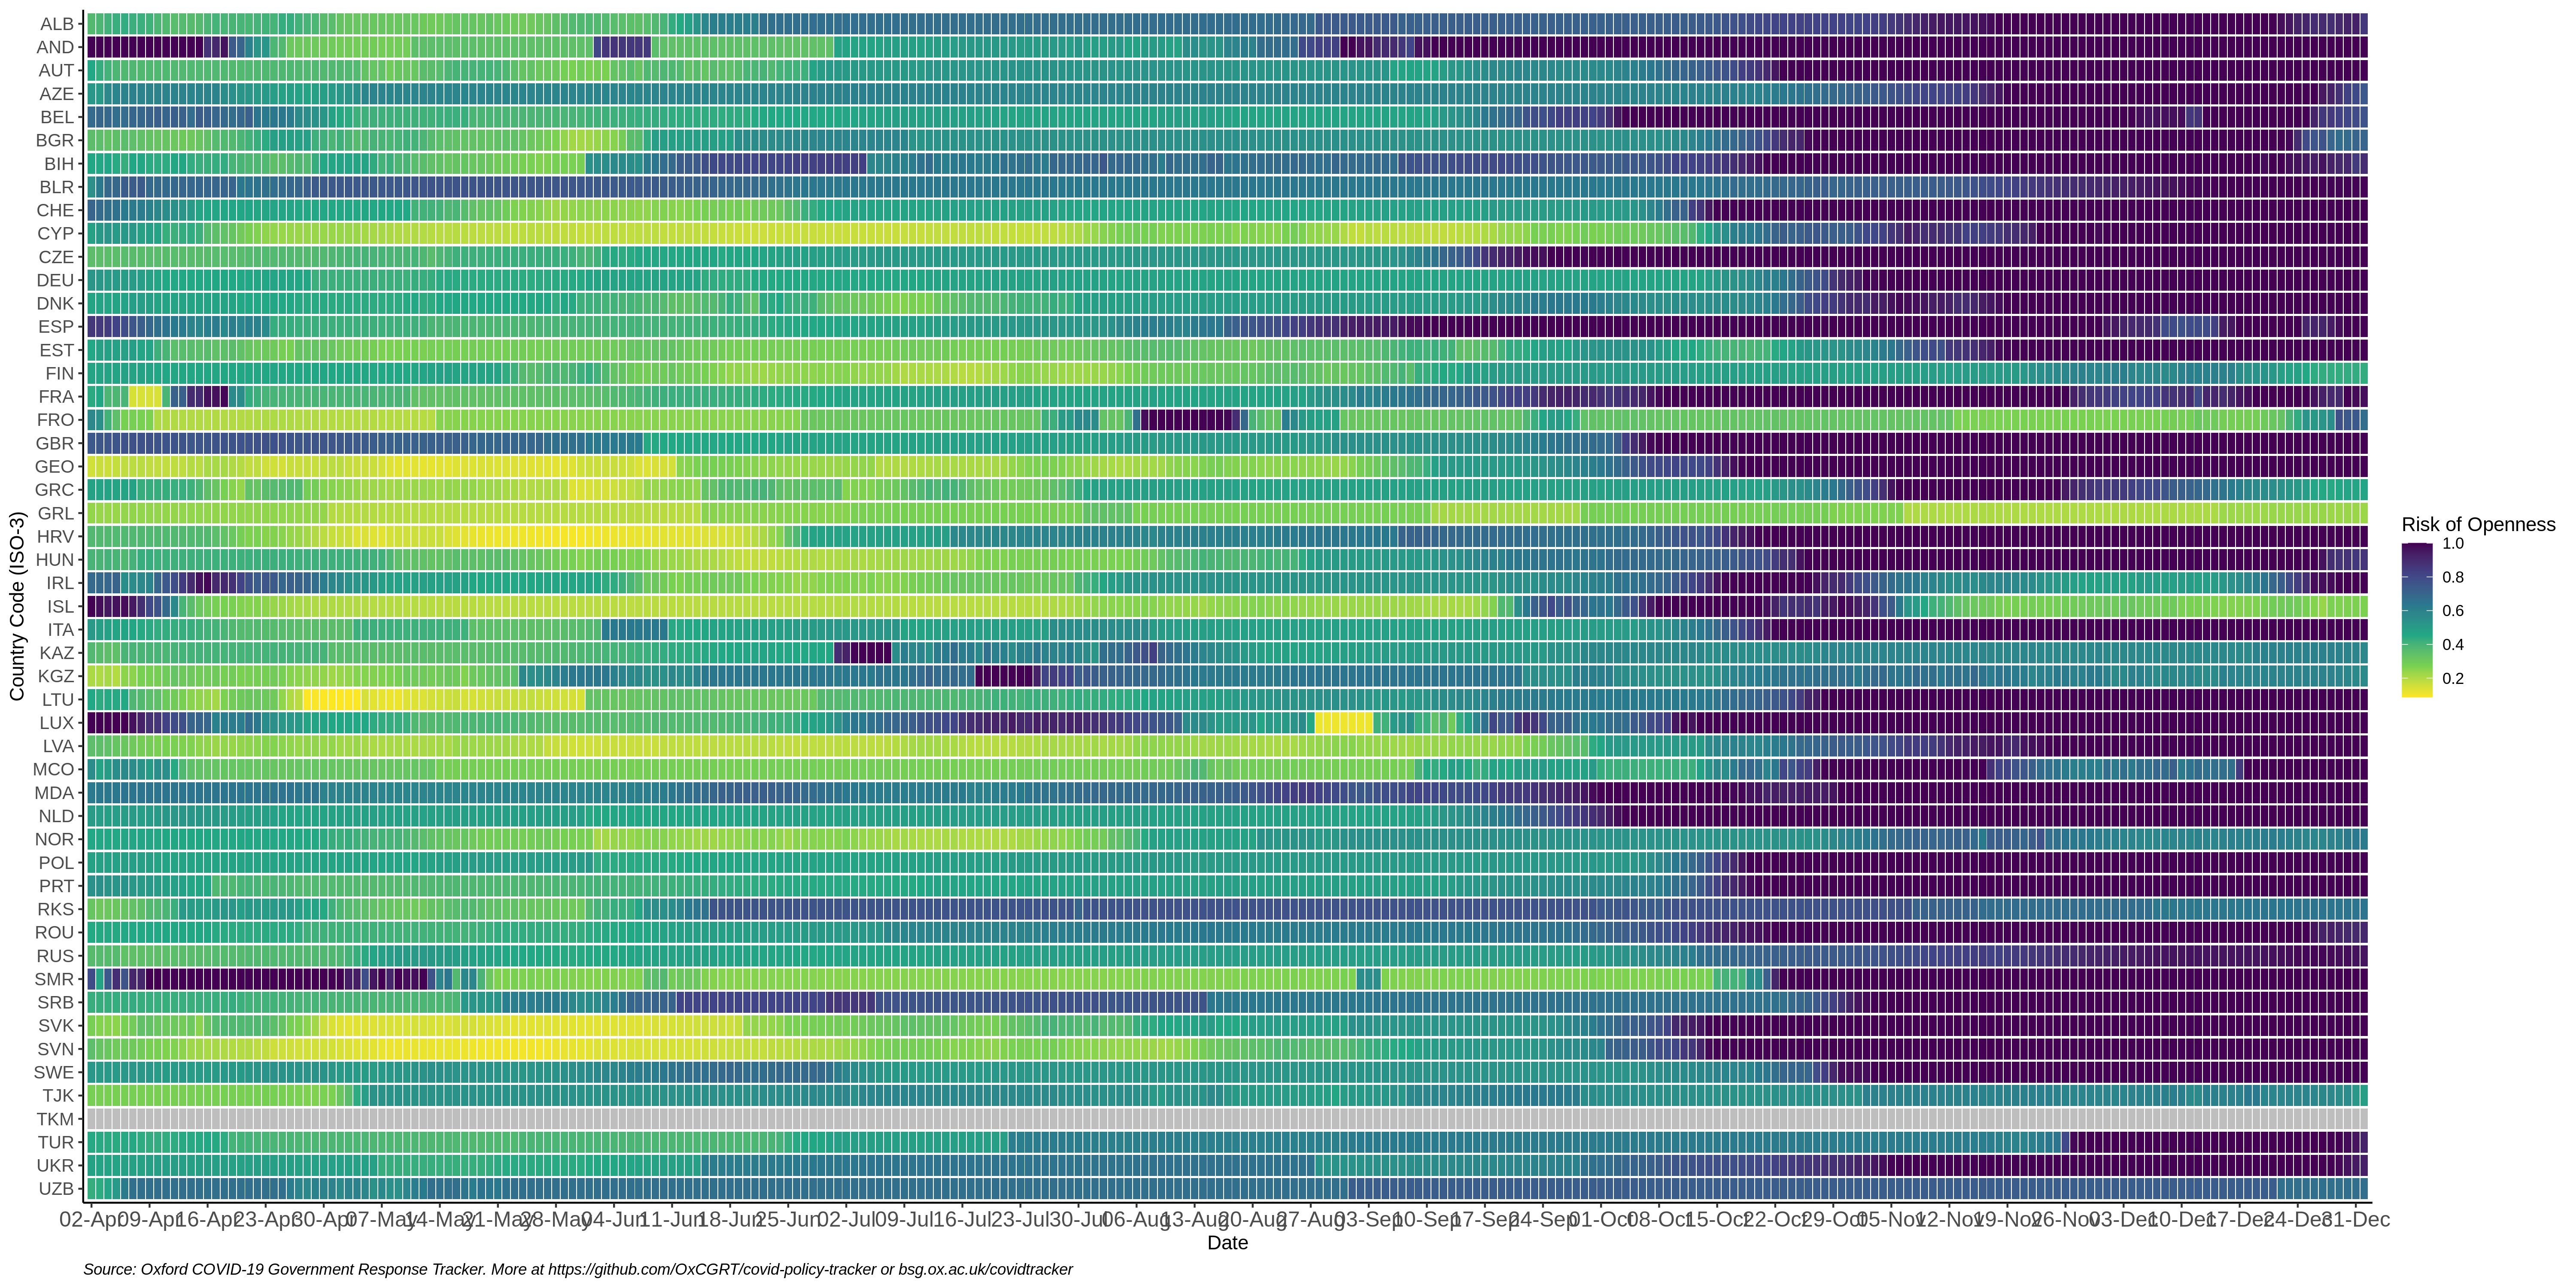 ALB
AND
AUT
AZE
BEL
BGR
BIH
BLR
CHE
CYP
CZE
DEU
DNK
ESP
EST
FIN
FRA
FRO
GBR
GEO
GRC
GRL
HRV
HUN
IRL
ISL
ITA
KAZ
KGZ
LTU
LUX
LVA
MCO
MDA
NLD
NOR
POL
PRT
RKS
ROU
RUS
SMR
SRB
SVK
SVN
SWE
TJK
TKM
TUR
UKR
UZB
Country Code (ISO-3)
02-Apr 09-Apr 16-Apr 23-Apr 30-Apr 07-May 14-May 21-May 28-May 04-Jun 11-Jun 18-Jun 25-Jun 02-Jul 09-Jul 16-Jul 23-Jul 30-Jul 06-Aug 13-Aug 20-Aug 27-Aug 03-Sep 10-Sep 17-Sep 24-Sep 01-Oct 08-Oct 15-Oct 22-Oct 29-Oct 05-Nov 12-Nov 19-Nov 26-Nov 03-Dec 10-Dec 17-Dec 24-Dec 31-Dec
Date
Source: Oxford COVID-19 Government Response Tracker. More at https://github.com/OxCGRT/covid-policy-tracker or bsg.ox.ac.uk/covidtracker
Risk of Openness
1.0
0.8
0.6
0.4
0.2